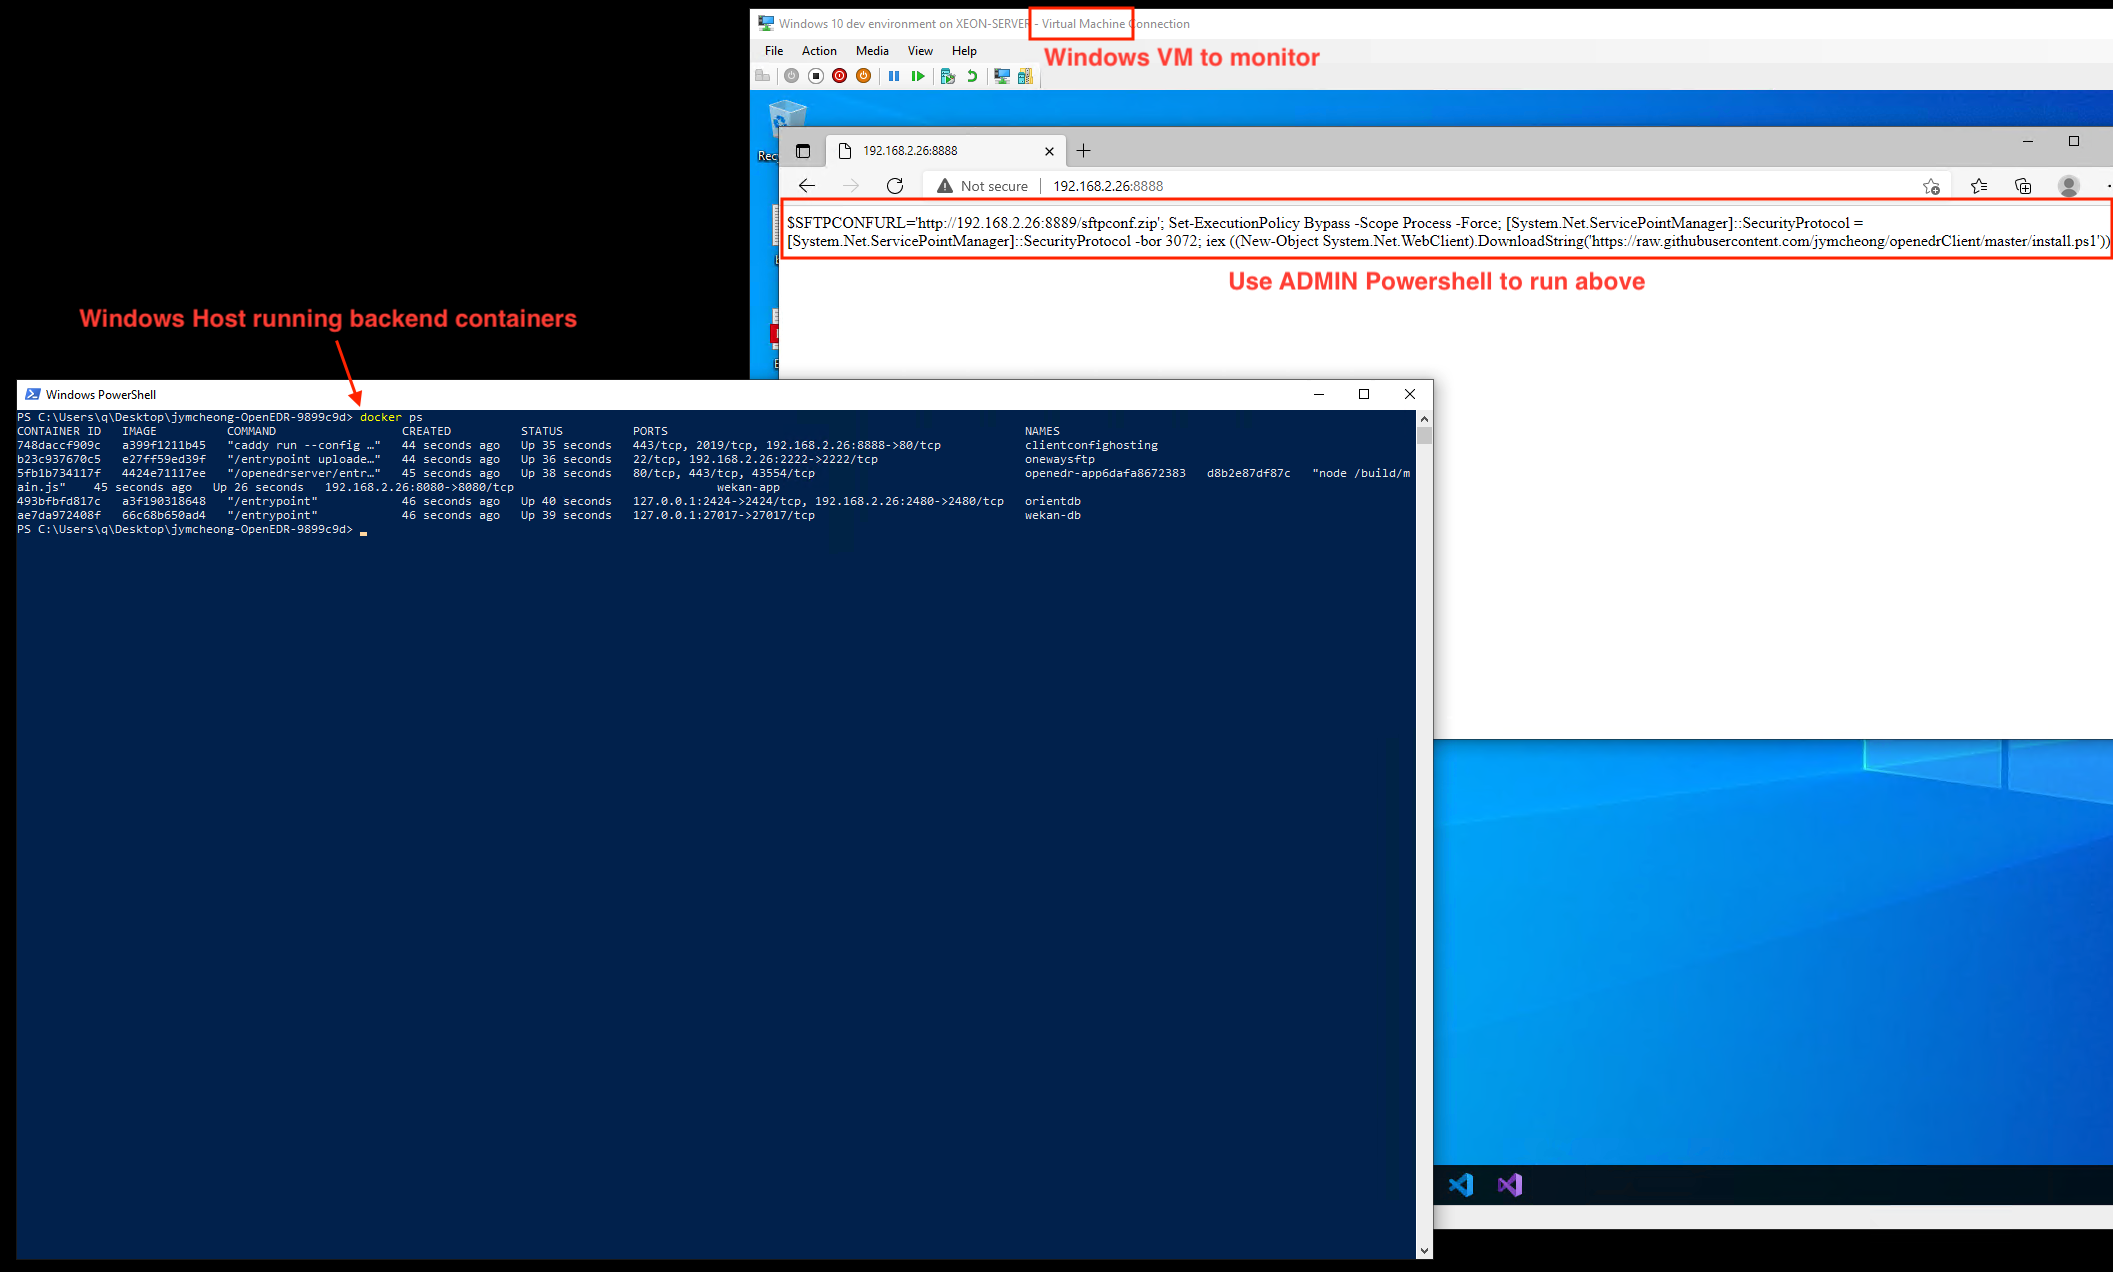 Windows 10 dev environment on XEON-SERVER - Virtual Machine Connection
File Action Media View Help
Windows VM to monitor
192.168.2.26:8888
Not secure 192.168.2.26:8888
$SFTPCONFURL='http://192.168.2.26:8889/sftpconf.zip'; Set-ExecutionPolicy Bypass -Scope Process -Force; [System.Net.ServicePointManager]::SecurityProtocol =
[System.Net.ServicePointManager]::SecurityProtocol -bor 3072; iex ((New-Object System.Net.WebClient).DownloadString('https://raw.githubusercontent.com/jymcheong/openedrClient/master/install.ps1'))
Use ADMIN Powershell to run above
Windows Host running backend containers
Windows PowerShell
PS C:\Users\q\Desktop\jymcheong-OpenEDR-9899c9d> docker ps
CONTAINER ID IMAGE COMMAND CREATED STATUS PORTS NAMES
748daccf909c a399f1211b45 "caddy run --config …" 44 seconds ago Up 35 seconds 443/tcp, 2019/tcp, 192.168.2.26:8888->80/tcp clientconfighosting
b23c937670c5 e27ff59ed39f "/entrypoint uploade…" 44 seconds ago Up 36 seconds 22/tcp, 192.168.2.26:2222->2222/tcp onewaysftp
5fb1b734117f 4424e71117ee "/openedrserver/entr…" 45 seconds ago Up 38 seconds 80/tcp, 443/tcp, 43554/tcp openedr-app6dafa8672383 d8b2e87df87c "node /build/m
ain.js" 45 seconds ago Up 26 seconds 192.168.2.26:8080->8080/tcp wekan-app
493bfbfd817c a3f190318648 "/entrypoint" 46 seconds ago Up 40 seconds 127.0.0.1:2424->2424/tcp, 192.168.2.26:2480->2480/tcp orientdb
ae7da972408f 66c68b650ad4 "/entrypoint" 46 seconds ago Up 39 seconds 127.0.0.1:27017->27017/tcp wekan-db
PS C:\Users\q\Desktop\jymcheong-OpenEDR-9899c9d>